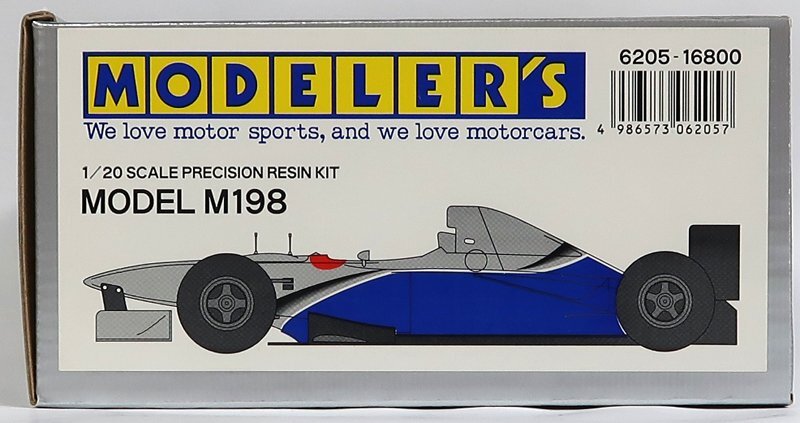 MODELER'S
We love motor sports, and we love motorcars.
6205-16800
4 986573 062057
1/20 SCALE PRECISION RESIN KIT
MODEL M198